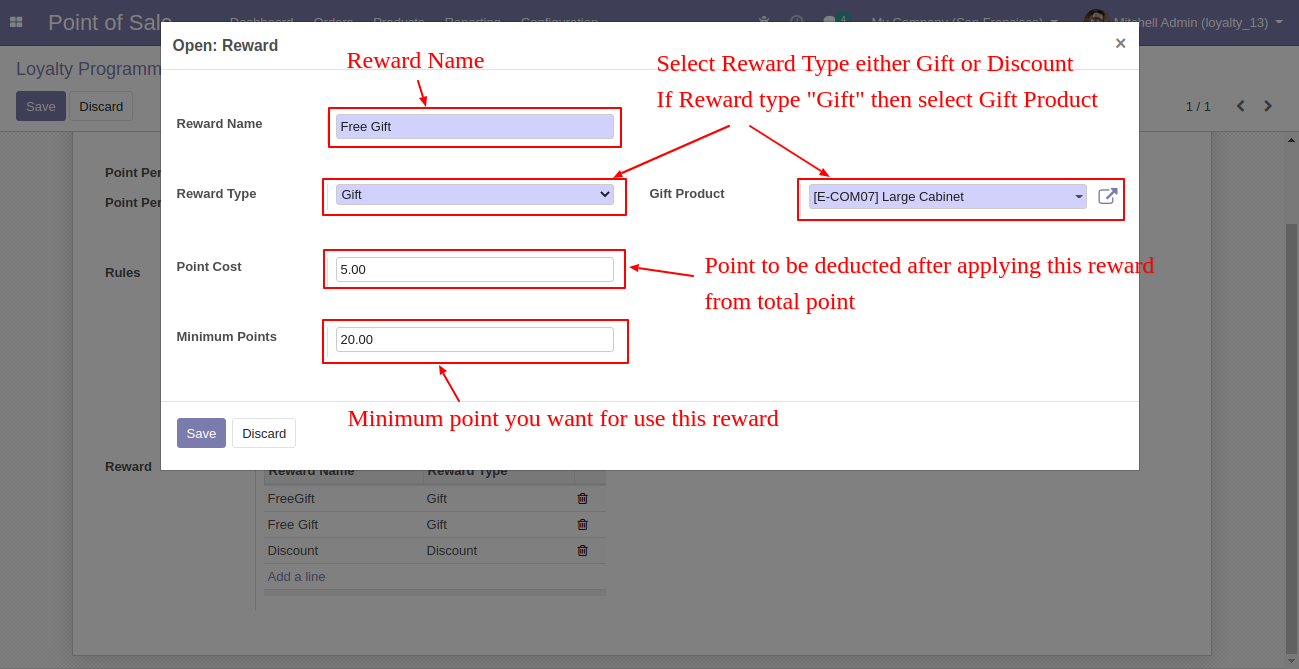 Point of Sale
Dashboard Orders Products Reporting Configuration
4
My Company (San Francisco)
Mitchell Admin (loyalty_13)
Loyalty Programm
Save Discard
1 / 1
Open: Reward
×
Reward Name
Select Reward Type either Gift or Discount
If Reward type "Gift" then select Gift Product
Reward Name
Free Gift
Reward Type
Gift
Gift Product
[E-COM07] Large Cabinet
Point Cost
5.00
Point to be deducted after applying this reward
from total point
Minimum Points
20.00
Minimum point you want for use this reward
Save Discard
Point Per
Point Per
Rules
Reward
Reward Name Reward Type
FreeGift Gift
Free Gift Gift
Discount Discount
Add a line